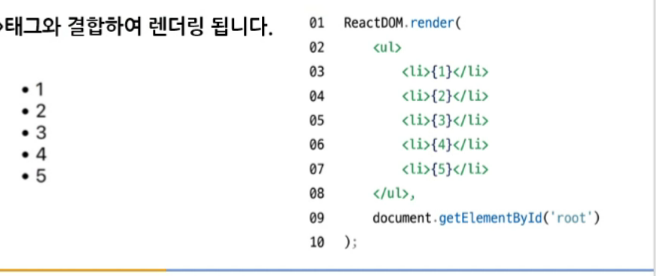 >태그와 결합하여 렌더링 됩니다.
• 1
• 2
• 3
• 4
• 5
01 ReactDOM.render(
02 <ul>
03 <li>{1}</li>
04 <li>{2}</li>
05 <li>{3}</li>
06 <li>{4}</li>
07 <li>{5}</li>
08 </ul>,
09 document.getElementById('root')
10 );